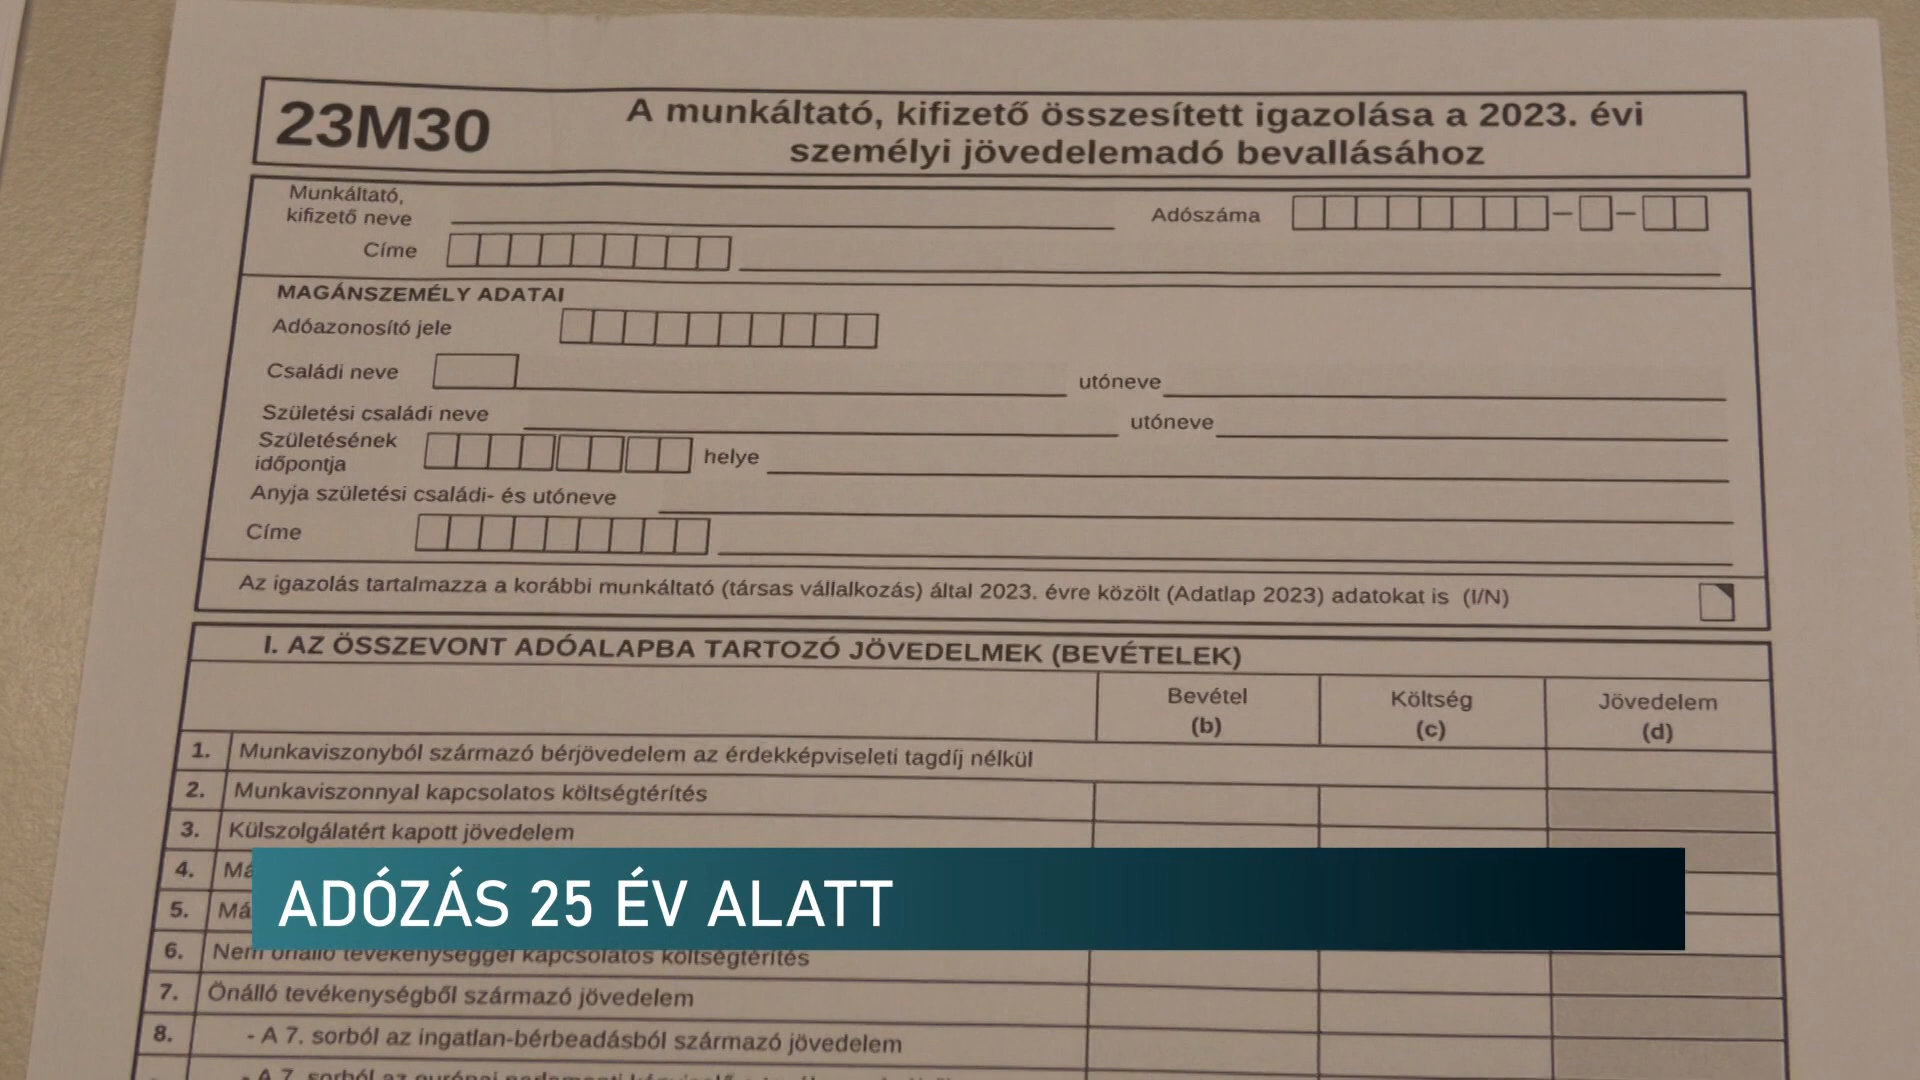 23M30
A munkáltató, kifizető összesített igazolása a 2023. évi
személyi jövedelemadó bevallásához
Munkáltató,
kifizető neve
Adószáma
Címe
MAGÁNSZEMÉLY ADATAI
Adóazonosító jele
Családi neve utóneve
Születési családi neve utóneve
Születésének
időpontja
helye
Anyja születési családi- és utóneve
Címe
Az igazolás tartalmazza a korábbi munkáltató (társas vállalkozás) által 2023. évre közölt (Adatlap 2023) adatokat is (I/N)
I. AZ ÖSSZEVONT ADÓALAPBA TARTOZÓ JÖVEDELMEK (BEVÉTELEK)
Bevétel Költség Jövedelem
(b) (c) (d)
1. Munkaviszonyból származó bérjövedelem az érdekképviseleti tagdíj nélkül
2. Munkaviszonnyal kapcsolatos költségtérítés
3. Külszolgálatért kapott jövedelem
4. Má
5. Má
ADÓZÁS 25 ÉV ALATT
6. Nem önálló tevékenységgel kapcsolatos költségtérítés
7. Önálló tevékenységből származó jövedelem
8. - A 7. sorból az ingatlan-bérbeadásból származó jövedelem
- A 7. sorból az európai parlamenti